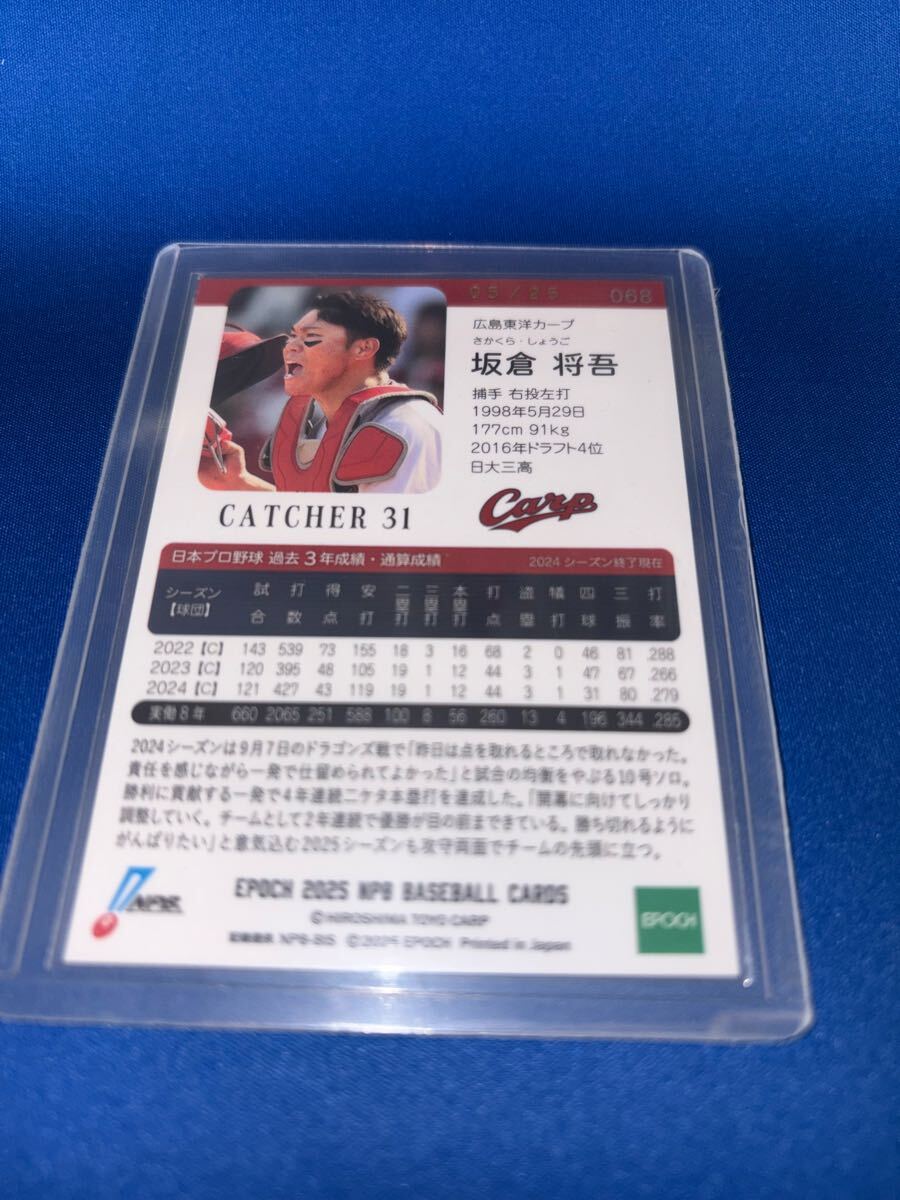 05/25 068
広島東洋カープ
さかくら・しょうご
坂倉 将吾
捕手 右投左打
1998年5月29日
177cm 91kg
2016年ドラフト4位
日大三高
Carp
CATCHER 31
日本プロ野球 過去3年成績・通算成績 2024シーズン終了現在
シーズン【球団】 試合 打数 得点 安打 二塁打 三塁打 本塁打 打点 盗塁 犠打 四球 三振 打率
2022【C】 143 539 73 155 18 3 16 68 2 0 46 81 .288
2023【C】 120 395 48 105 19 1 12 44 3 1 47 67 .266
2024【C】 121 427 43 119 19 1 12 44 3 1 31 80 .279
実働8年 660 2065 251 588 100 8 56 260 13 4 196 344 .285
2024シーズンは9月7日のドラゴンズ戦で「昨日は点を取れるところで取れなかった。
責任を感じながら一発で仕留められてよかった」と試合の均衡をやぶる10号ソロ。
勝利に貢献する一発で4年連続二ケタ本塁打を達成した。「開幕に向けてしっかり
調整していく。チームとして2年連続で優勝が目の前まできている。勝ち切れるように
がんばりたい」と意気込む2025シーズンも攻守両面でチームの先頭に立つ。
NPB
EPOCH 2025 NPB BASEBALL CARDS
©HIROSHIMA TOYO CARP
NPB-BIS ©2025 EPOCH Printed in Japan
EPOCH